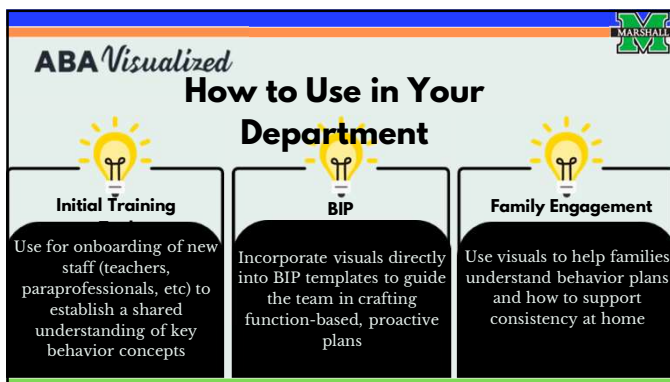 MARSHALL
ABA Visualized
How to Use in Your
Department
Initial Training
Use for onboarding of new
staff (teachers,
paraprofessionals, etc) to
establish a shared
understanding of key
behavior concepts
BIP
Incorporate visuals directly
into BIP templates to guide
the team in crafting
function-based, proactive
plans
Family Engagement
Use visuals to help families
understand behavior plans
and how to support
consistency at home